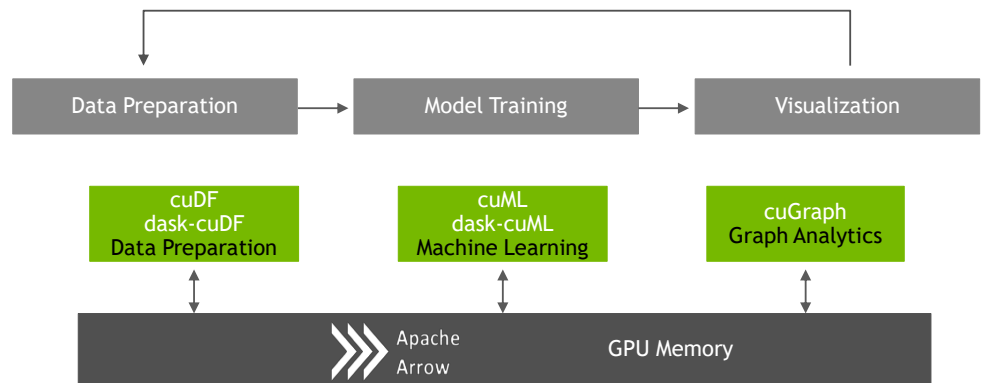 Data Preparation
Model Training
Visualization
cuDF
dask-cuDF
Data Preparation
cuML
dask-cuML
Machine Learning
cuGraph
Graph Analytics
Apache
Arrow
GPU Memory